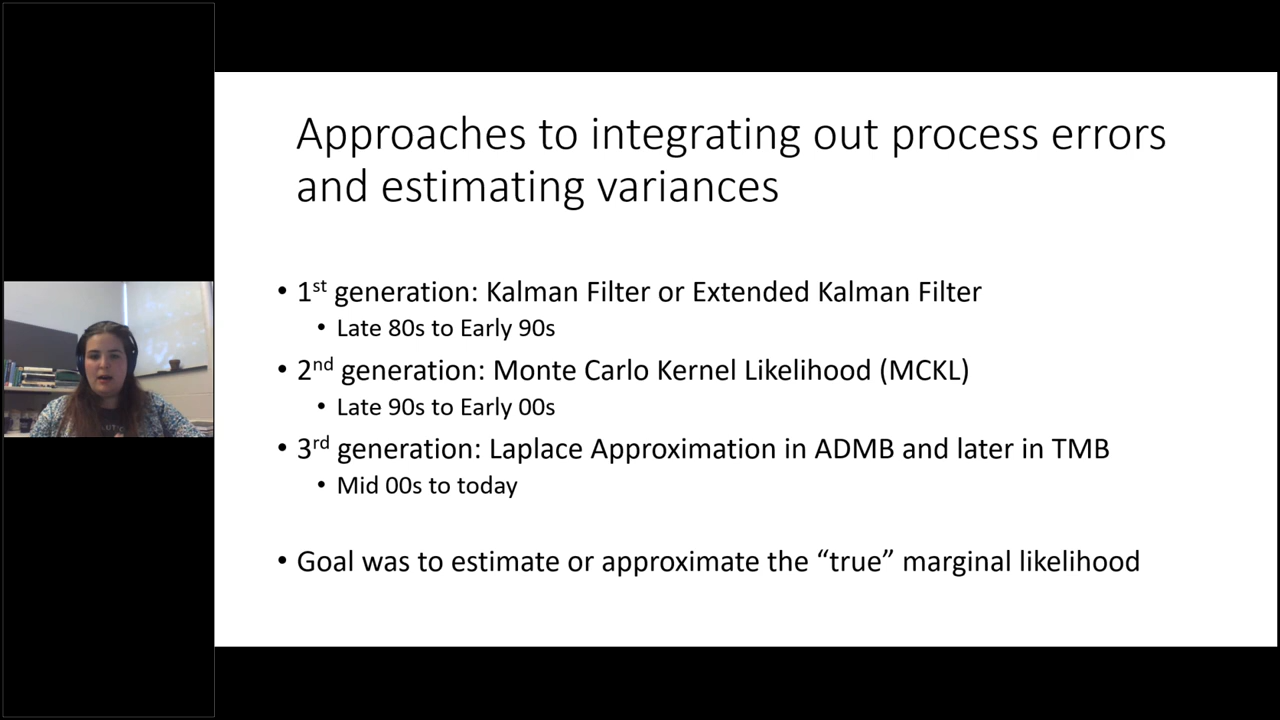 Approaches to integrating out process errors
and estimating variances
• 1st generation: Kalman Filter or Extended Kalman Filter
• Late 80s to Early 90s
• 2nd generation: Monte Carlo Kernel Likelihood (MCKL)
• Late 90s to Early 00s
• 3rd generation: Laplace Approximation in ADMB and later in TMB
• Mid 00s to today
• Goal was to estimate or approximate the “true” marginal likelihood